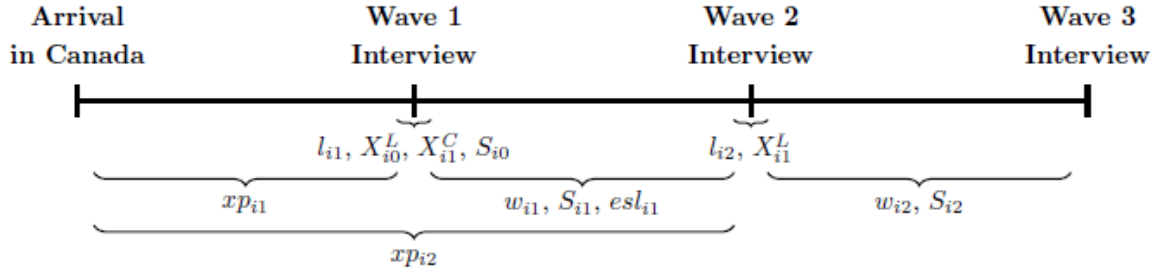 Arrival in Canada
Wave 1 Interview
Wave 2 Interview
Wave 3 Interview
l_{i1}, X^L_{i0}, X^C_{i1}, S_{i0}
l_{i2}, X^L_{i1}
xp_{i1}
w_{i1}, S_{i1}, esl_{i1}
w_{i2}, S_{i2}
xp_{i2}